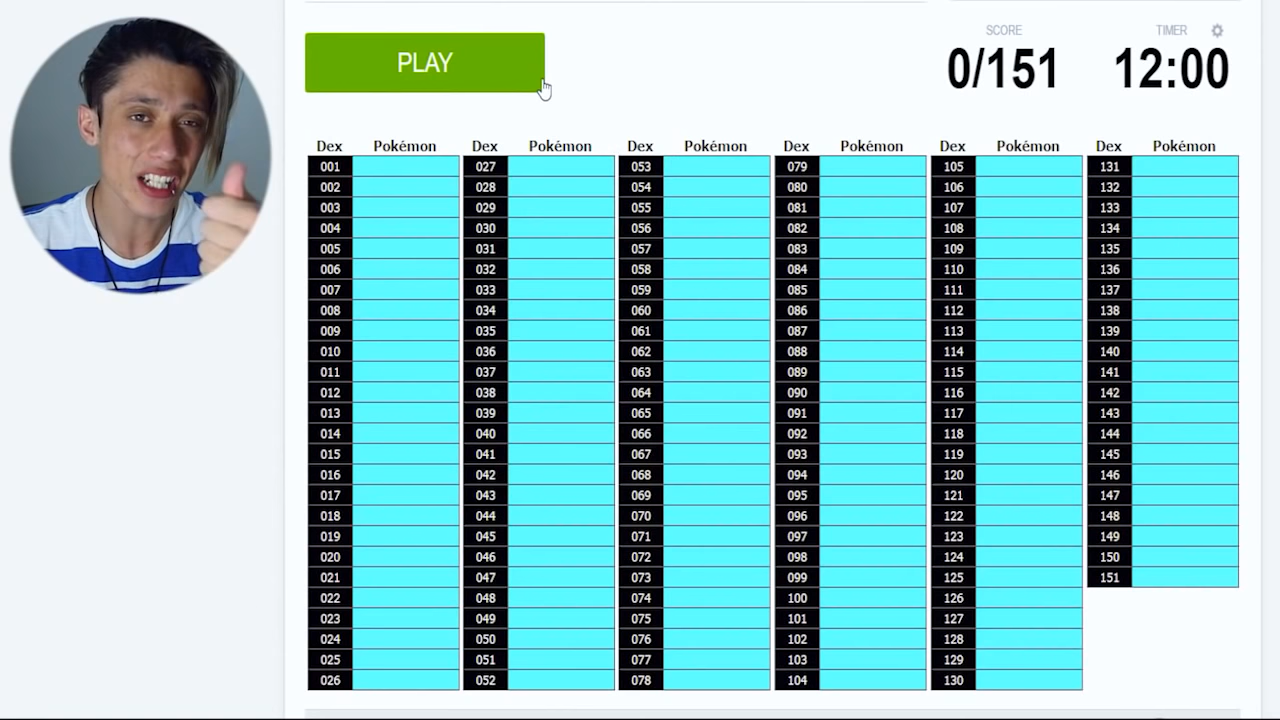 SCORE TIMER
PLAY 0/151 12:00
Dex Pokémon Dex Pokémon Dex Pokémon Dex Pokémon Dex Pokémon Dex Pokémon
001 027 053 079 105 131
002 028 054 080 106 132
003 029 055 081 107 133
004 030 056 082 108 134
005 031 057 083 109 135
006 032 058 084 110 136
007 033 059 085 111 137
008 034 060 086 112 138
009 035 061 087 113 139
010 036 062 088 114 140
011 037 063 089 115 141
012 038 064 090 116 142
013 039 065 091 117 143
014 040 066 092 118 144
015 041 067 093 119 145
016 042 068 094 120 146
017 043 069 095 121 147
018 044 070 096 122 148
019 045 071 097 123 149
020 046 072 098 124 150
021 047 073 099 125 151
022 048 074 100 126
023 049 075 101 127
024 050 076 102 128
025 051 077 103 129
026 052 078 104 130